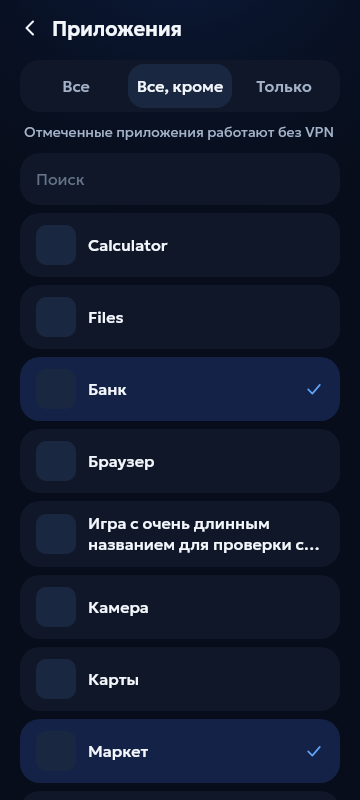 Приложения
Все
Все, кроме
Только
Отмеченные приложения работают без VPN
Поиск
Calculator
Files
Банк
Браузер
Игра с очень длинным
названием для проверки с...
Камера
Карты
Маркет